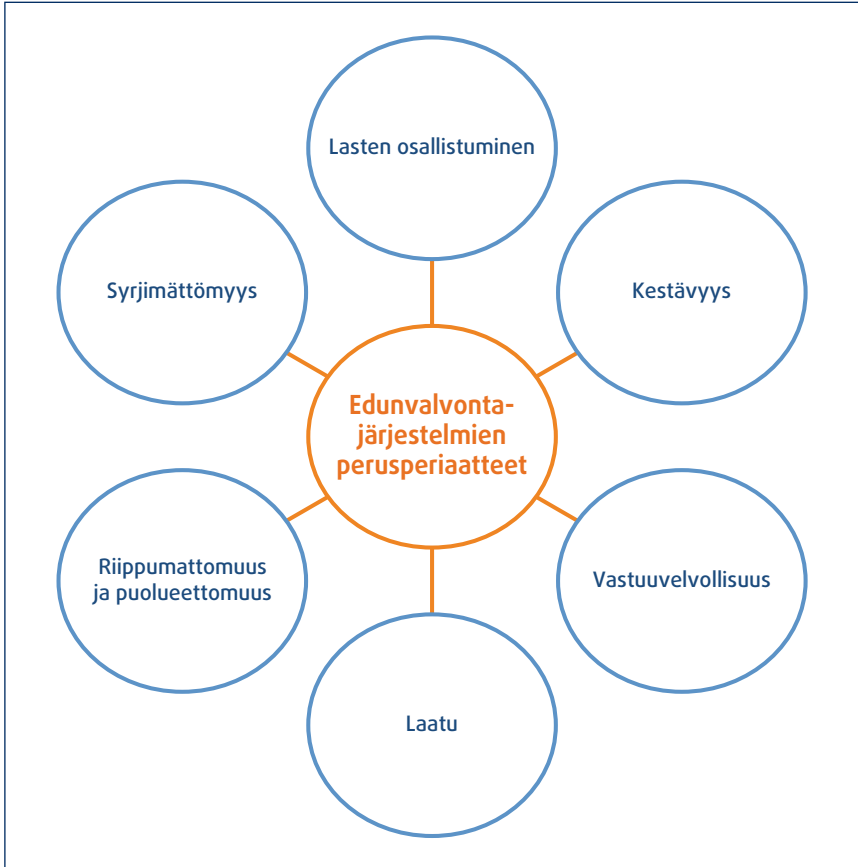 Lasten osallistuminen
Syrjimättömyys
Kestävyys
Edunvalvonta-
järjestelmien
perusperiaatteet
Riippumattomuus
ja puolueettomuus
Vastuuvelvollisuus
Laatu